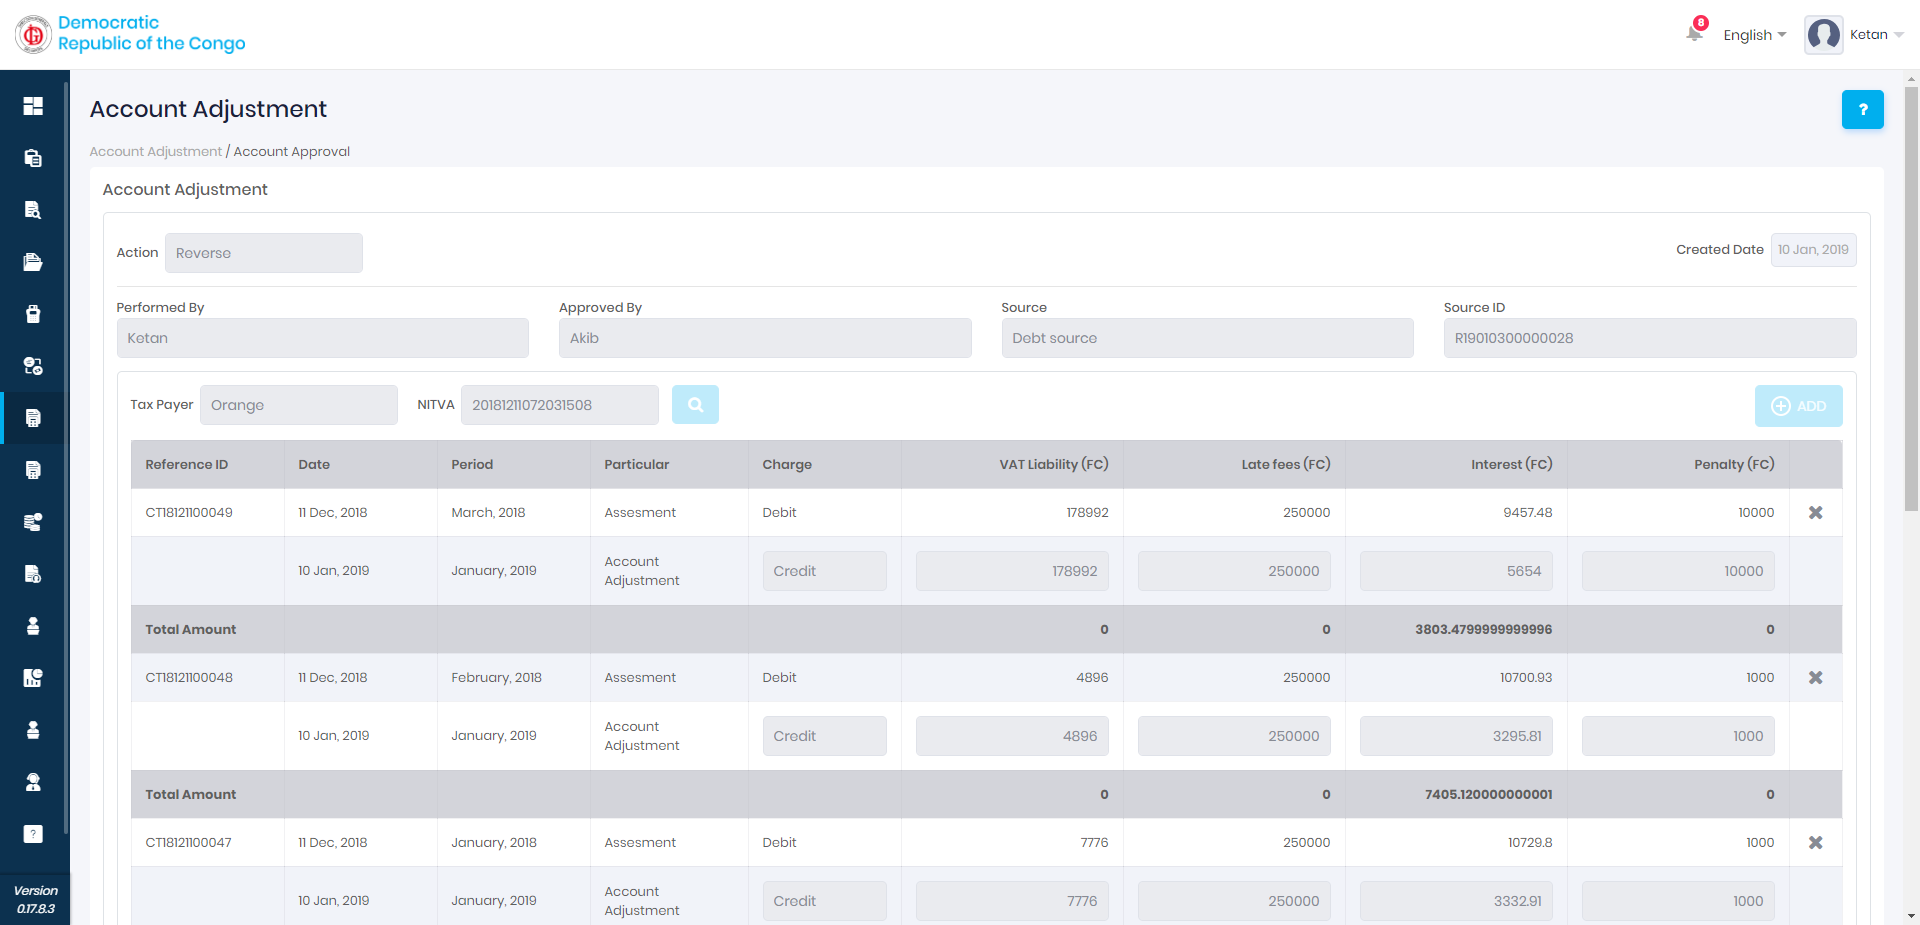 Democratic
Republic of the Congo
8
English
Ketan
Account Adjustment
?
Account Adjustment / Account Approval
Account Adjustment
Action Reverse Created Date 10 Jan, 2019
Performed By Approved By Source Source ID
Ketan Akib Debt source R19010300000028
Tax Payer Orange NITVA 20181211072031508 ADD
Reference ID Date Period Particular Charge VAT Liability (FC) Late fees (FC) Interest (FC) Penalty (FC)
CT18121100049 11 Dec, 2018 March, 2018 Assesment Debit 178992 250000 9457.48 10000
10 Jan, 2019 January, 2019 Account Adjustment Credit 178992 250000 5654 10000
Total Amount 0 0 3803.4799999999996 0
CT18121100048 11 Dec, 2018 February, 2018 Assesment Debit 4896 250000 10700.93 1000
10 Jan, 2019 January, 2019 Account Adjustment Credit 4896 250000 3295.81 1000
Total Amount 0 0 7405.120000000001 0
CT18121100047 11 Dec, 2018 January, 2018 Assesment Debit 7776 250000 10729.8 1000
10 Jan, 2019 January, 2019 Account Adjustment Credit 7776 250000 3332.91 1000
?
Version
0.17.8.3